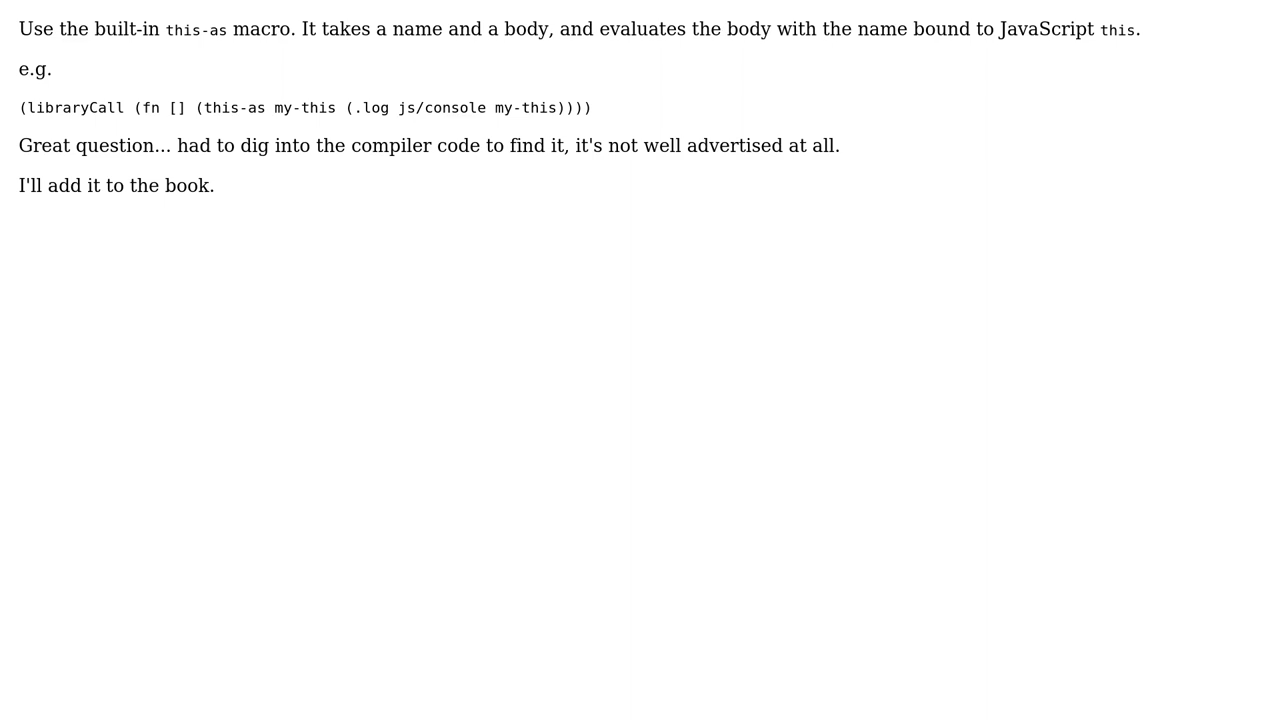 Use the built-in this-as macro. It takes a name and a body, and evaluates the body with the name bound to JavaScript this.
e.g.
(libraryCall (fn [] (this-as my-this (.log js/console my-this))))
Great question... had to dig into the compiler code to find it, it's not well advertised at all.
I'll add it to the book.